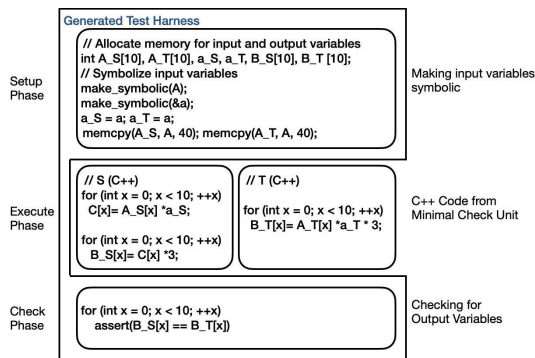 Generated Test Harness
Setup
Phase
// Allocate memory for input and output variables
int A_S[10], A_T[10], a_S, a_T, B_S[10], B_T [10];
// Symbolize input variables
make_symbolic(A);
make_symbolic(&a);
a_S = a; a_T = a;
memcpy(A_S, A, 40); memcpy(A_T, A, 40);
Making input variables
symbolic
Execute
Phase
// S (C++)
for (int x = 0; x < 10; ++x)
C[x]= A_S[x] *a_S;
for (int x = 0; x < 10; ++x)
B_S[x]= C[x] *3;
// T (C++)
for (int x = 0; x < 10; ++x)
B_T[x]= A_T[x] *a_T * 3;
C++ Code from
Minimal Check Unit
Check
Phase
for (int x = 0; x < 10; ++x)
assert(B_S[x] == B_T[x])
Checking for
Output Variables